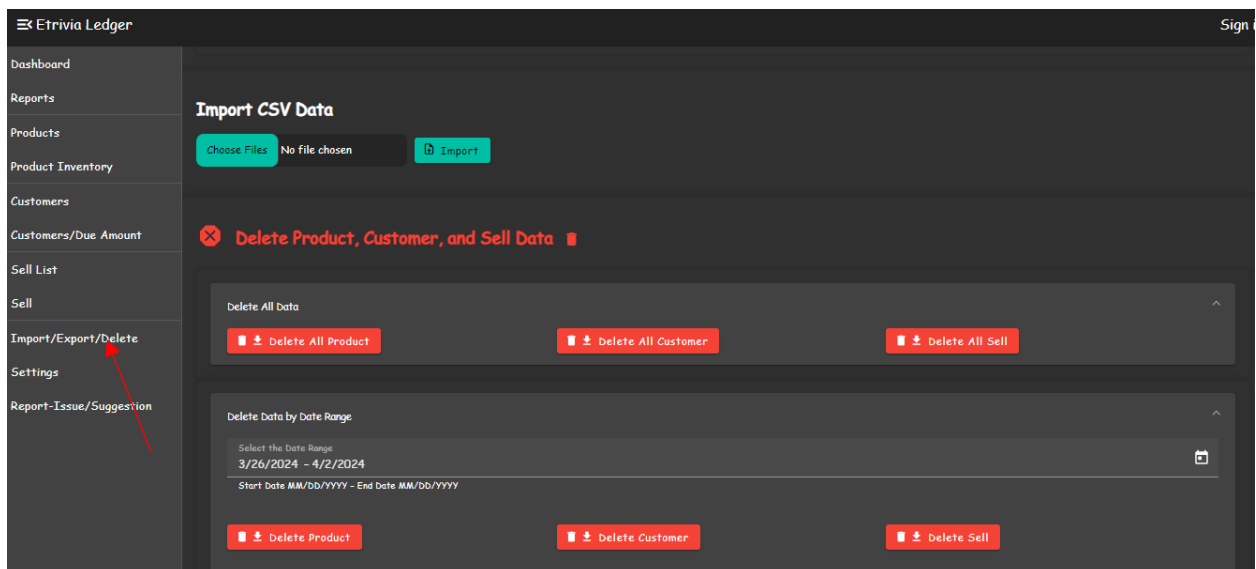 Etrivia Ledger
Sign i
Dashboard
Reports
Products
Product Inventory
Customers
Customers/Due Amount
Sell List
Sell
Import/Export/Delete
Settings
Report-Issue/Suggestion
Import CSV Data
Choose Files No file chosen Import
Delete Product, Customer, and Sell Data
Delete All Data
Delete All Product Delete All Customer Delete All Sell
Delete Data by Date Range
Select the Date Range
3/26/2024 – 4/2/2024
Start Date MM/DD/YYYY – End Date MM/DD/YYYY
Delete Product Delete Customer Delete Sell